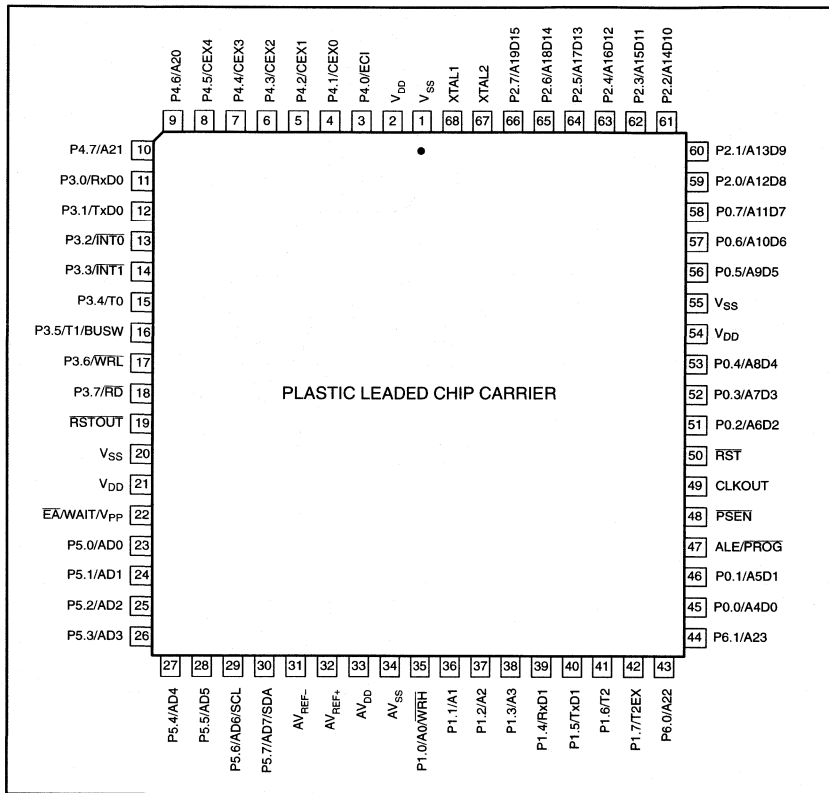 P4.6/A20 P4.5/CEX4 P4.4/CEX3 P4.3/CEX2 P4.2/CEX1 P4.1/CEX0 P4.0/ECI VDD VSS XTAL1 XTAL2 P2.7/A19D15 P2.6/A18D14 P2.5/A17D13 P2.4/A16D12 P2.3/A15D11 P2.2/A14D10
9 8 7 6 5 4 3 2 1 68 67 66 65 64 63 62 61
P4.7/A21 10
P3.0/RxD0 11
P3.1/TxD0 12
P3.2/INT0 13
P3.3/INT1 14
P3.4/T0 15
P3.5/T1/BUSW 16
P3.6/WRL 17
P3.7/RD 18
RSTOUT 19
VSS 20
VDD 21
EA/WAIT/VPP 22
P5.0/AD0 23
P5.1/AD1 24
P5.2/AD2 25
P5.3/AD3 26
PLASTIC LEADED CHIP CARRIER
60 P2.1/A13D9
59 P2.0/A12D8
58 P0.7/A11D7
57 P0.6/A10D6
56 P0.5/A9D5
55 VSS
54 VDD
53 P0.4/A8D4
52 P0.3/A7D3
51 P0.2/A6D2
50 RST
49 CLKOUT
48 PSEN
47 ALE/PROG
46 P0.1/A5D1
45 P0.0/A4D0
44 P6.1/A23
27 28 29 30 31 32 33 34 35 36 37 38 39 40 41 42 43
P5.4/AD4 P5.5/AD5 P5.6/AD6/SCL P5.7/AD7/SDA AVREF– AVREF+ AVDD AVSS P1.0/A0/WRH P1.1/A1 P1.2/A2 P1.3/A3 P1.4/RxD1 P1.5/TxD1 P1.6/T2 P1.7/T2EX P6.0/A22